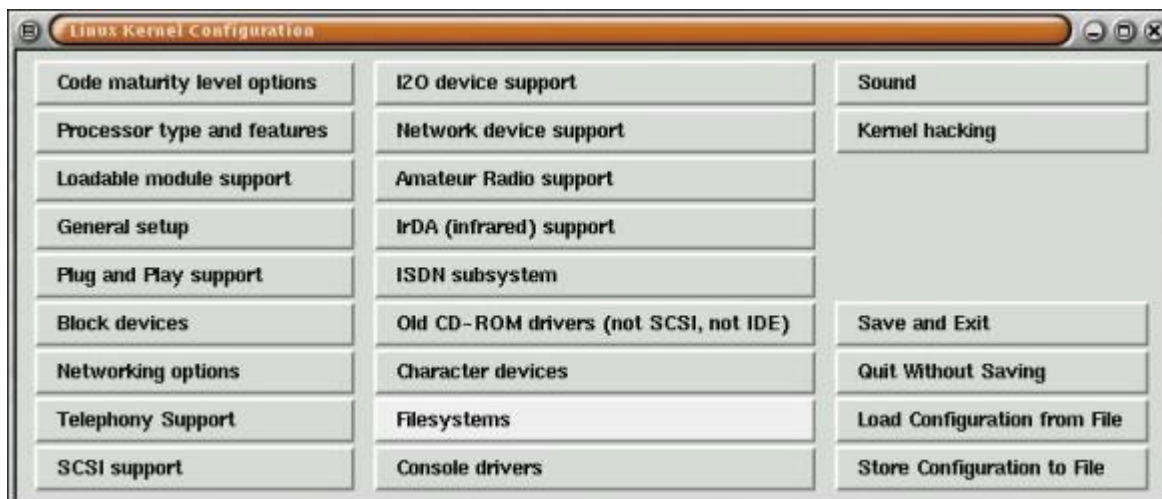 Linux Kernel Configuration
Code maturity level options
Processor type and features
Loadable module support
General setup
Plug and Play support
Block devices
Networking options
Telephony Support
SCSI support
I2O device support
Network device support
Amateur Radio support
IrDA (infrared) support
ISDN subsystem
Old CD-ROM drivers (not SCSI, not IDE)
Character devices
Filesystems
Console drivers
Sound
Kernel hacking
Save and Exit
Quit Without Saving
Load Configuration from File
Store Configuration to File